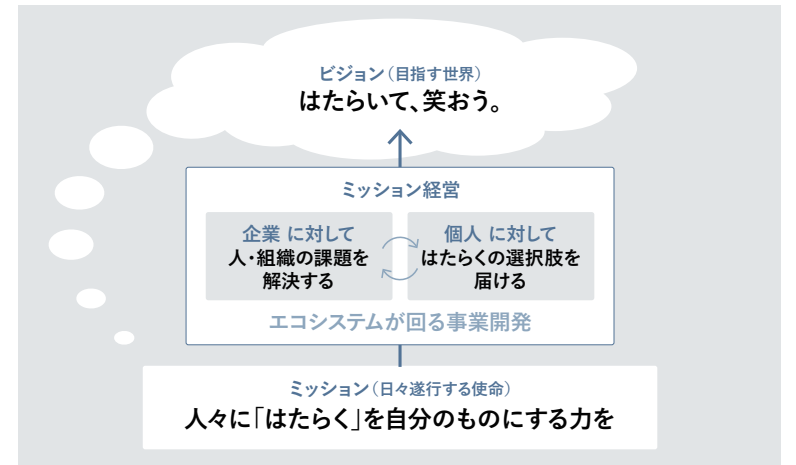 ビジョン（目指す世界）
はたらいて、笑おう。
ミッション経営
企業 に対して
人・組織の課題を
解決する
個人 に対して
はたらくの選択肢を
届ける
エコシステムが回る事業開発
ミッション（日々遂行する使命）
人々に「はたらく」を自分のものにする力を